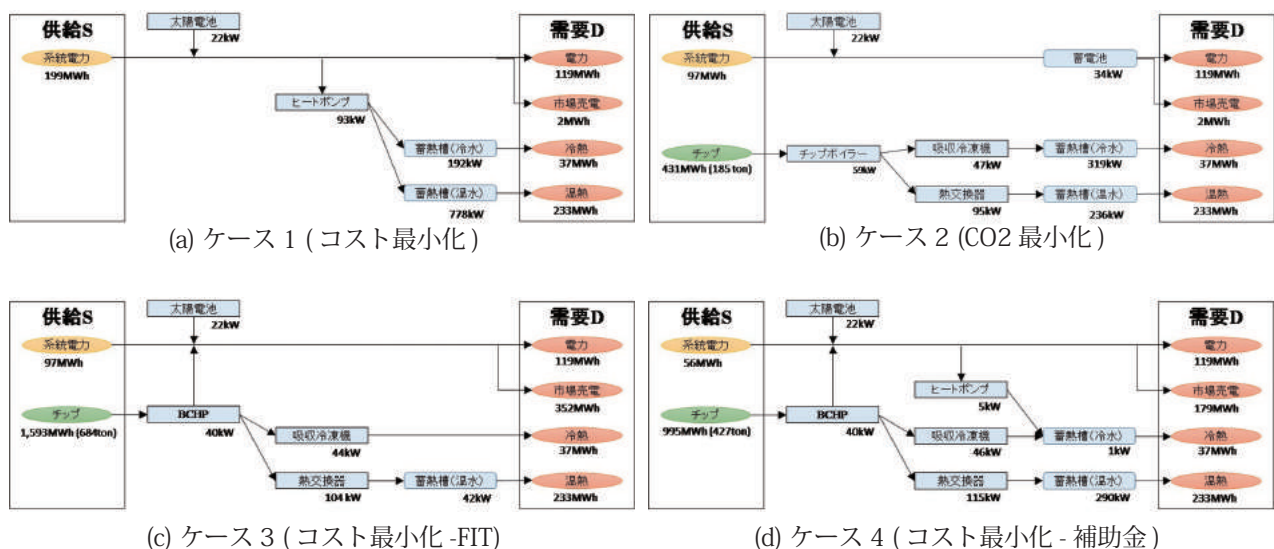 供給S
太陽電池
22kW
需要D
系統電力
199MWh
電力
119MWh
ヒートポンプ
93kW
市場売電
2MWh
蓄熱槽(冷水)
192kW
冷熱
37MWh
蓄熱槽(温水)
778kW
温熱
233MWh
(a) ケース 1 ( コスト最小化 )
供給S
太陽電池
22kW
需要D
系統電力
97MWh
蓄電池
34kW
電力
119MWh
市場売電
2MWh
チップ
431MWh (185 ton)
チップボイラー
59kW
吸収冷凍機
47kW
蓄熱槽(冷水)
319kW
冷熱
37MWh
熱交換器
95kW
蓄熱槽(温水)
236kW
温熱
233MWh
(b) ケース 2 (CO2 最小化 )
供給S
太陽電池
22kW
需要D
系統電力
97MWh
電力
119MWh
市場売電
352MWh
チップ
1,593MWh (684ton)
BCHP
40kW
吸収冷凍機
44kW
冷熱
37MWh
熱交換器
104 kW
蓄熱槽(温水)
42kW
温熱
233MWh
(c) ケース 3 ( コスト最小化 -FIT)
供給S
太陽電池
22kW
需要D
系統電力
56MWh
電力
119MWh
ヒートポンプ
5kW
市場売電
179MWh
チップ
995MWh (427ton)
BCHP
40kW
吸収冷凍機
46kW
蓄熱槽(冷水)
1kW
冷熱
37MWh
熱交換器
115kW
蓄熱槽(温水)
290kW
温熱
233MWh
(d) ケース 4 ( コスト最小化 - 補助金 )